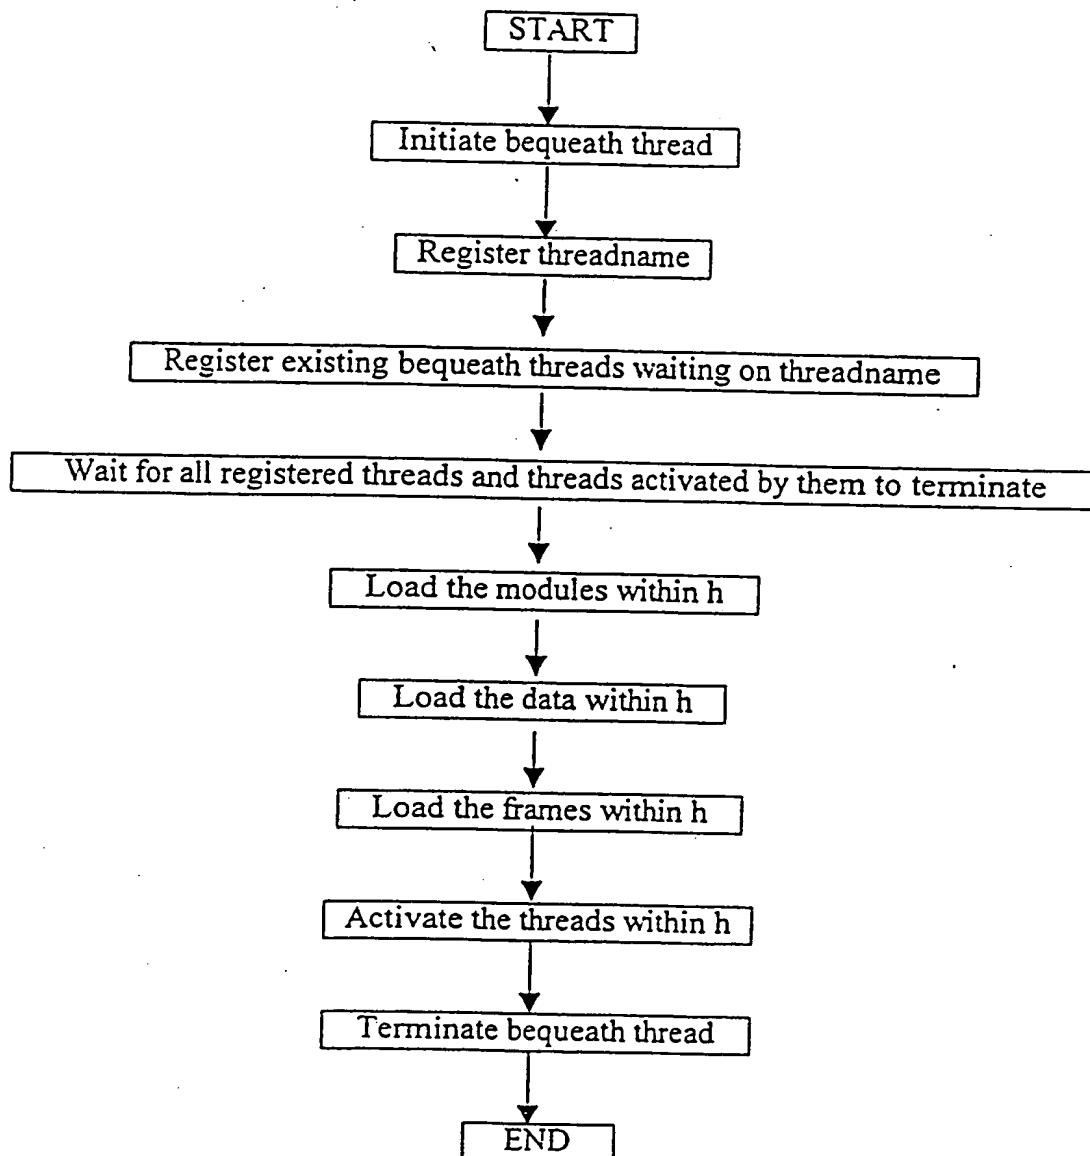 START
Initiate bequeath thread
Register threadname
Register existing bequeath threads waiting on threadname
Wait for all registered threads and threads activated by them to terminate
Load the modules within h
Load the data within h
Load the frames within h
Activate the threads within h
Terminate bequeath thread
END